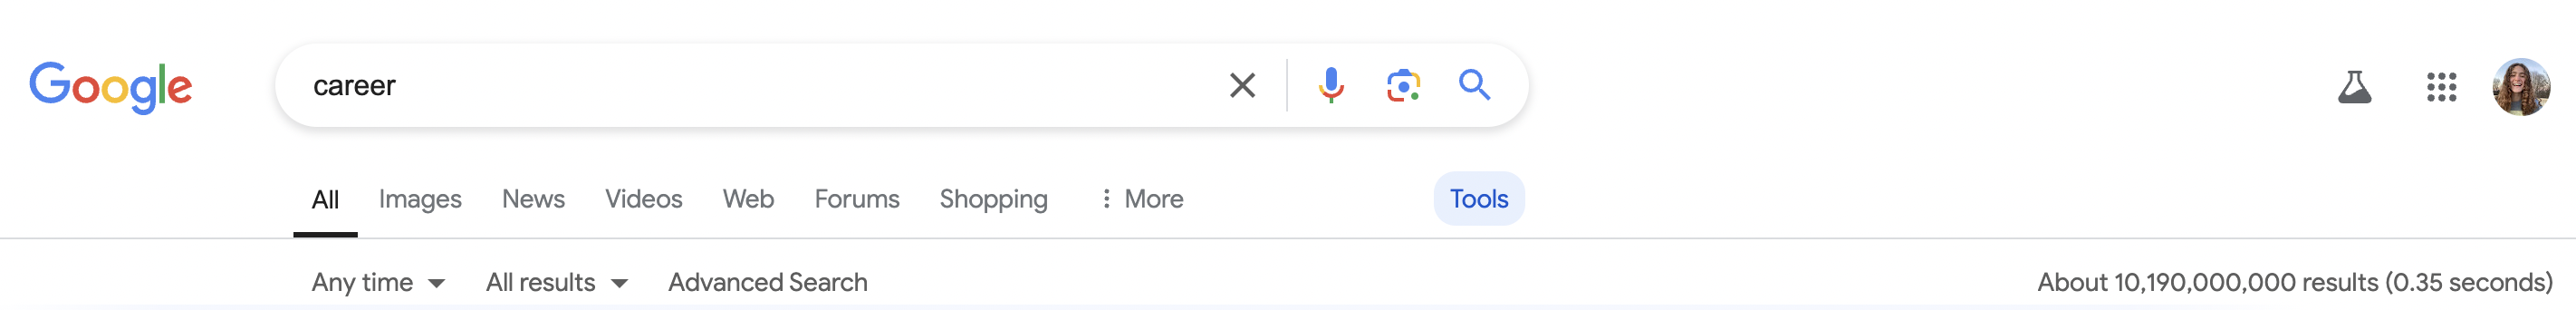 Google career
All Images News Videos Web Forums Shopping More Tools
Any time All results Advanced Search About 10,190,000,000 results (0.35 seconds)